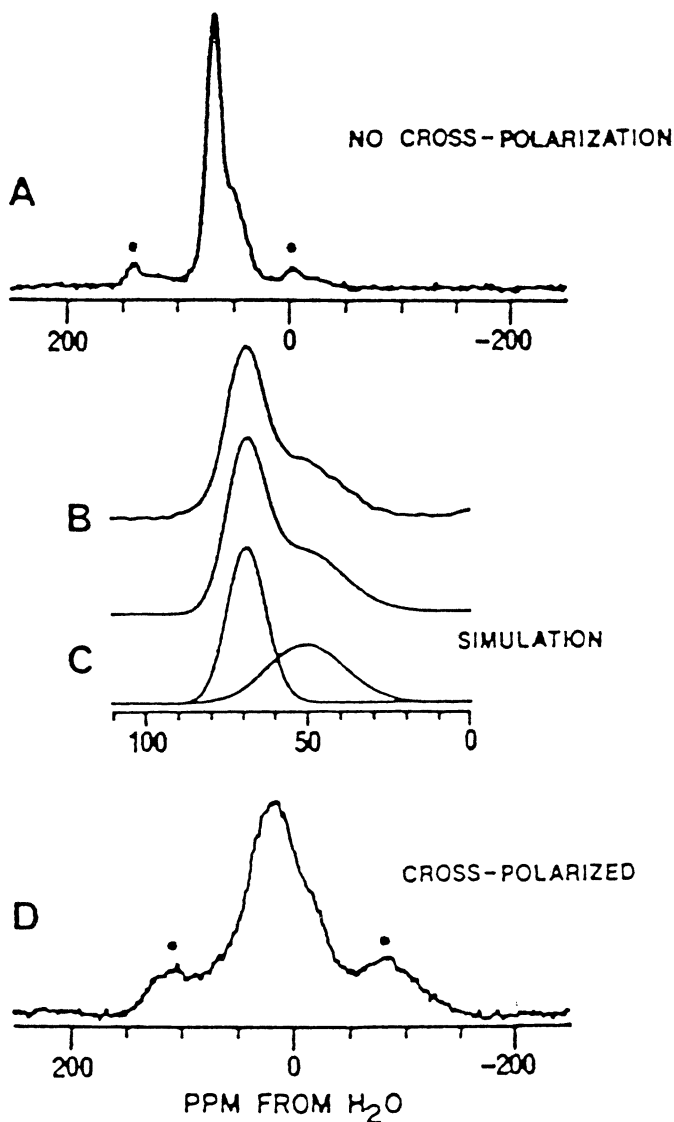 NO CROSS-POLARIZATION
A
200 0 -200
B
SIMULATION
C
100 50 0
CROSS-POLARIZED
D
200 0 -200
PPM FROM H2O